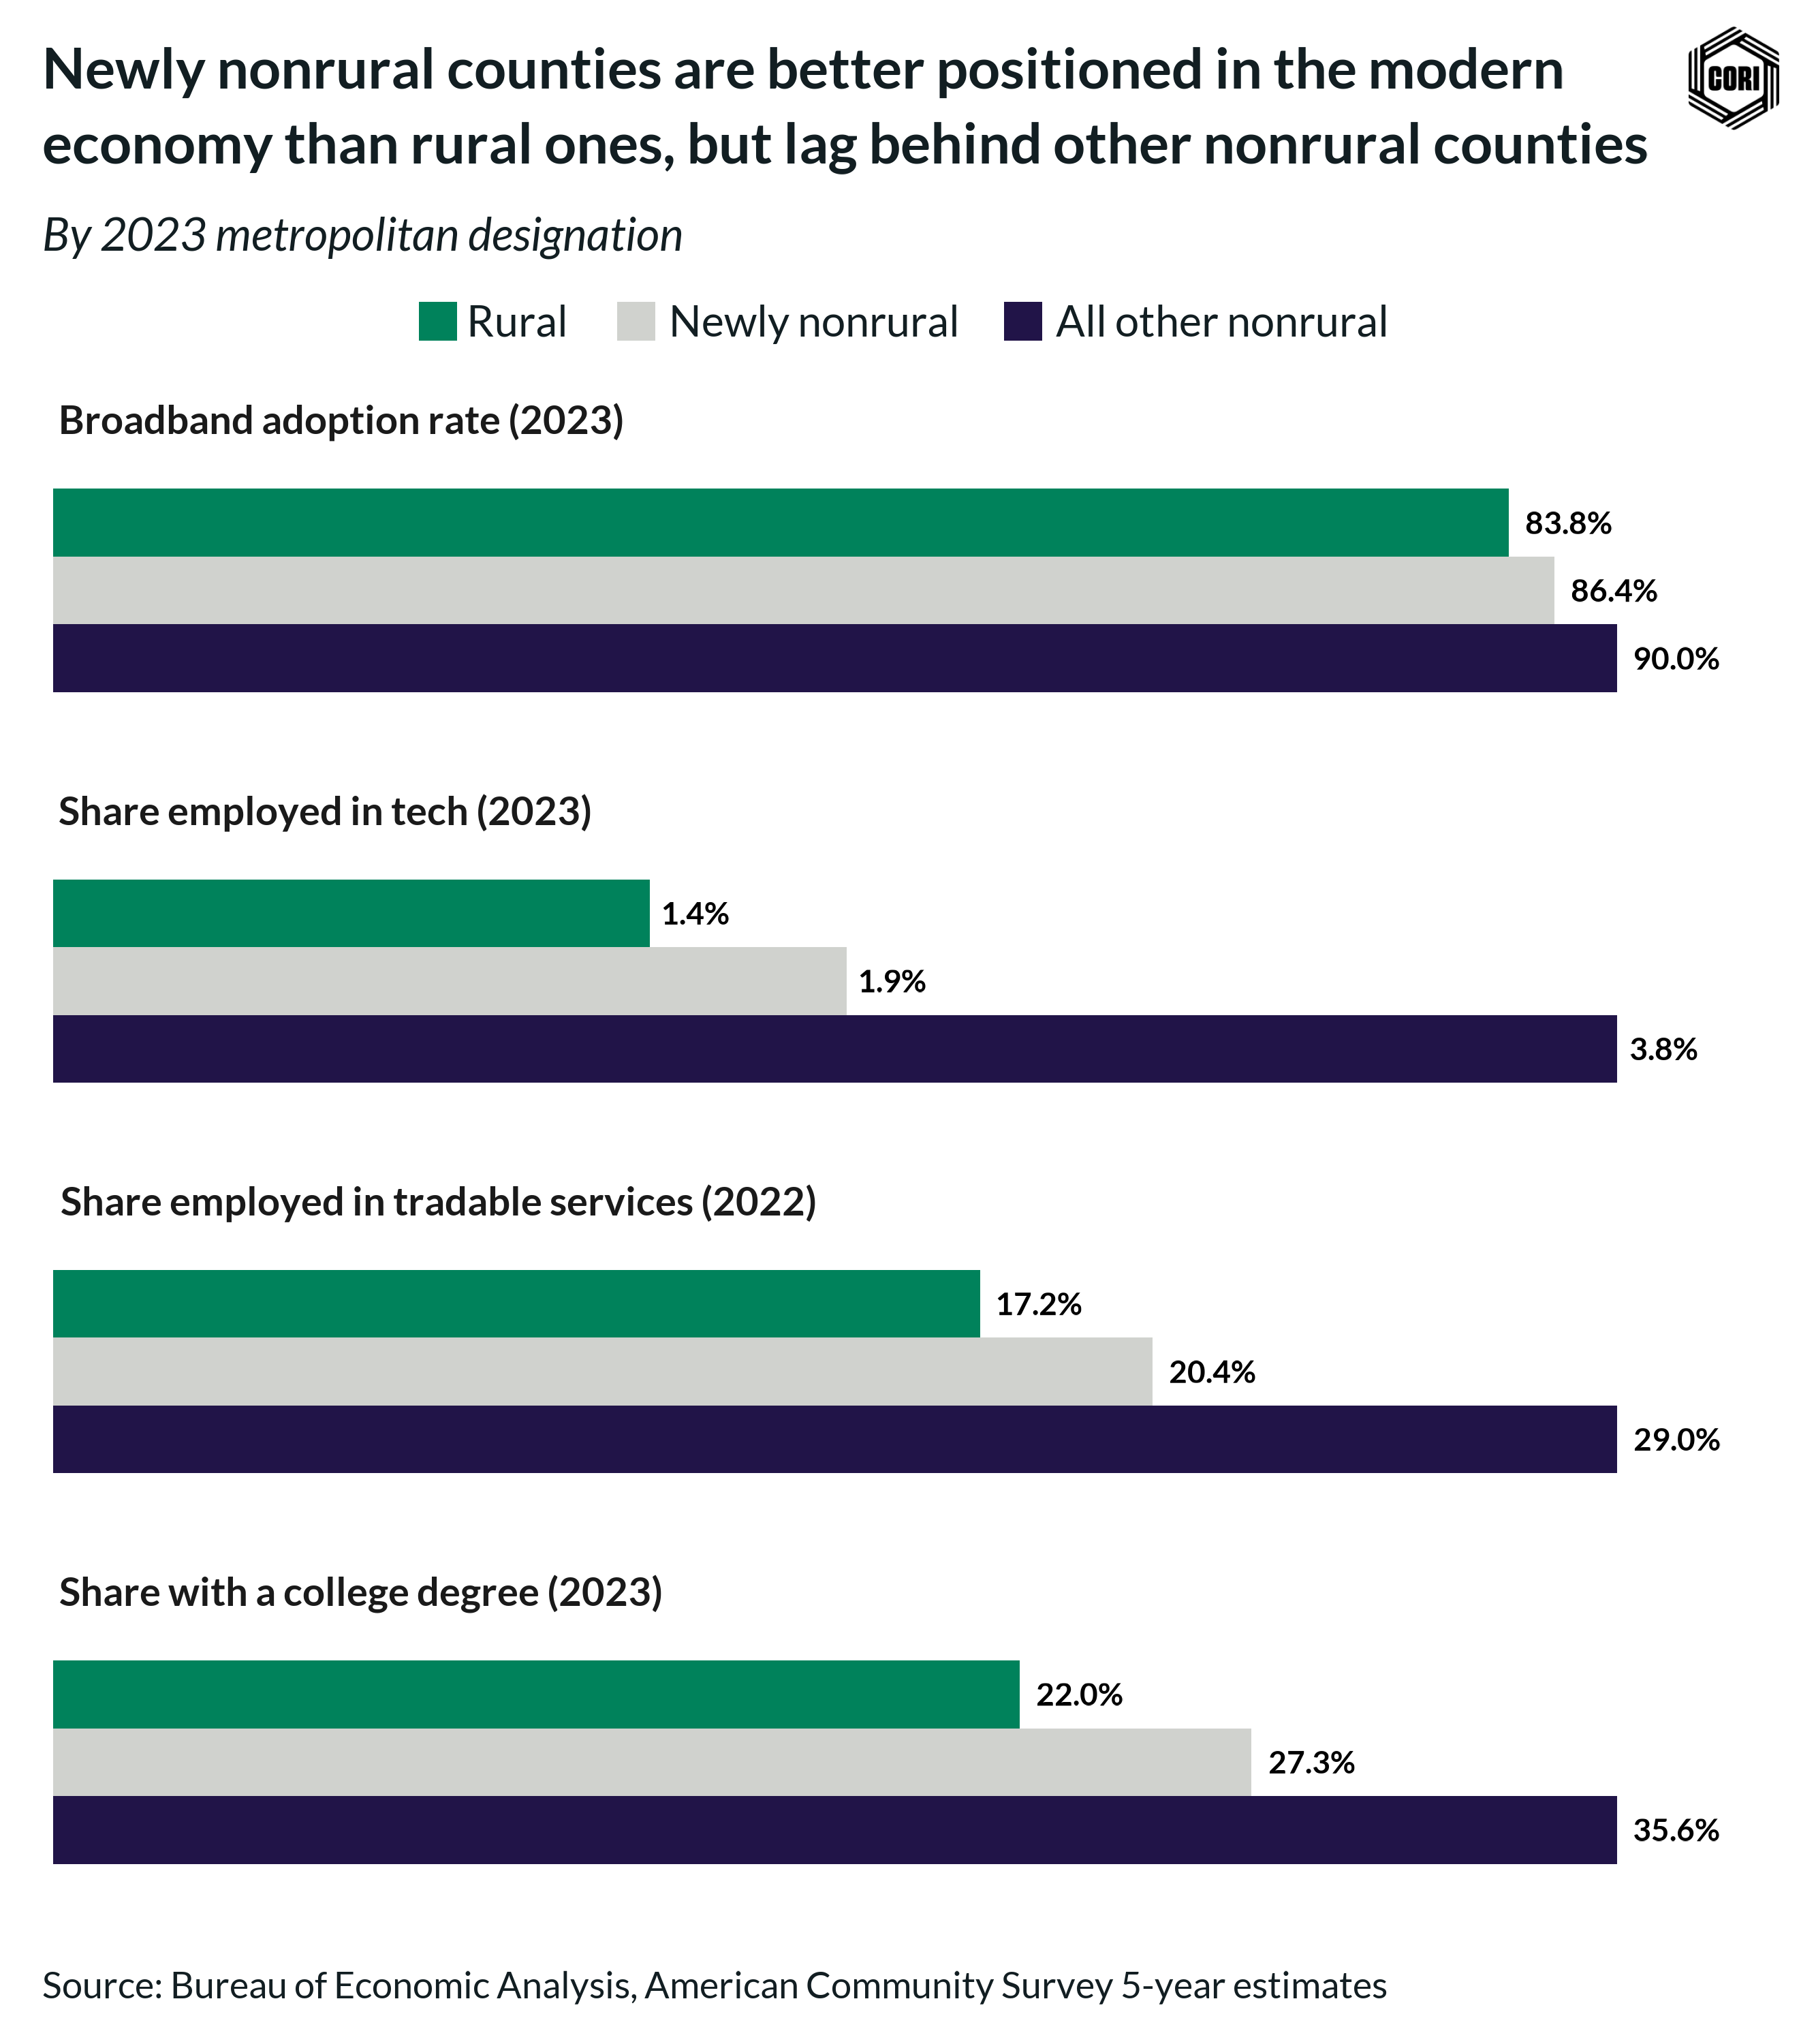 Newly nonrural counties are better positioned in the modern
economy than rural ones, but lag behind other nonrural counties
CORI
By 2023 metropolitan designation
Rural Newly nonrural All other nonrural
Broadband adoption rate (2023)
83.8%
86.4%
90.0%
Share employed in tech (2023)
1.4%
1.9%
3.8%
Share employed in tradable services (2022)
17.2%
20.4%
29.0%
Share with a college degree (2023)
22.0%
27.3%
35.6%
Source: Bureau of Economic Analysis, American Community Survey 5-year estimates